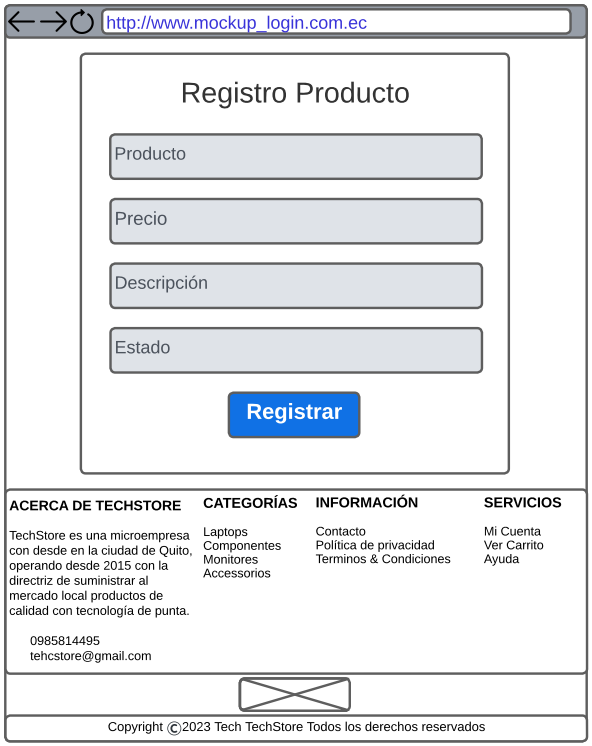 http://www.mockup_login.com.ec
Registro Producto
Producto
Precio
Descripción
Estado
Registrar
ACERCA DE TECHSTORE
TechStore es una microempresa
con desde en la ciudad de Quito,
operando desde 2015 con la
directriz de suministrar al
mercado local productos de
calidad con tecnología de punta.
0985814495
tehcstore@gmail.com
CATEGORÍAS
Laptops
Componentes
Monitores
Accessorios
INFORMACIÓN
Contacto
Política de privacidad
Terminos & Condiciones
SERVICIOS
Mi Cuenta
Ver Carrito
Ayuda
Copyright ©2023 Tech TechStore Todos los derechos reservados